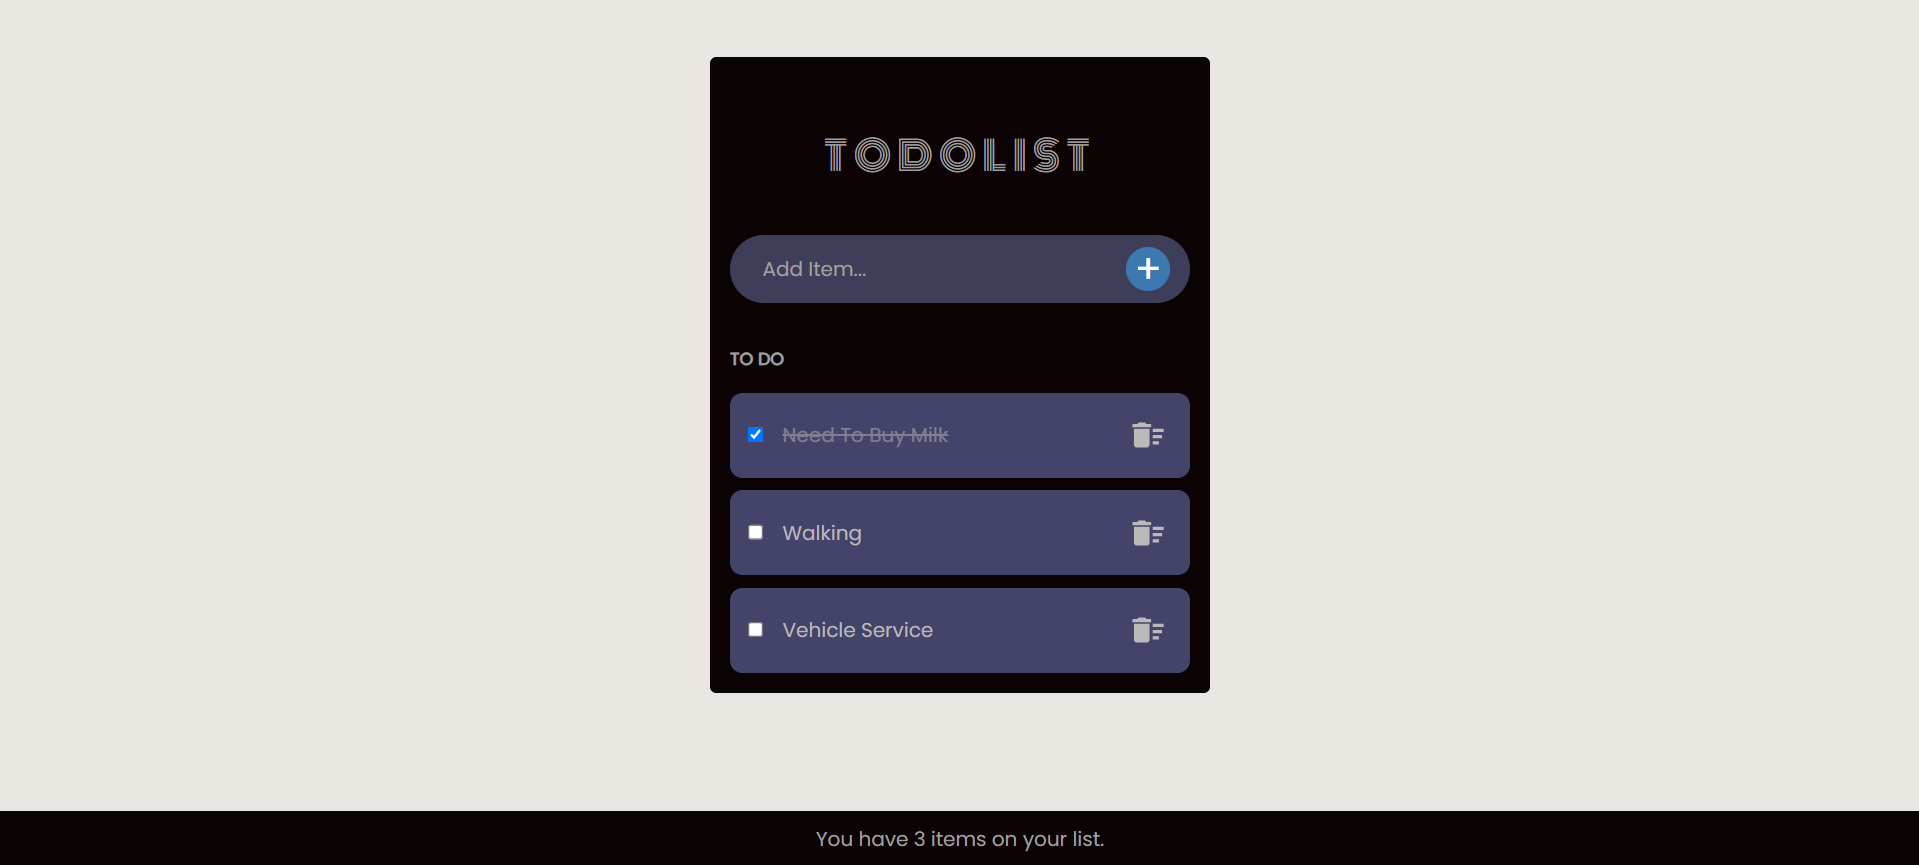 TODOLIST
Add Item...
TO DO
Need To Buy Milk
Walking
Vehicle Service
You have 3 items on your list.